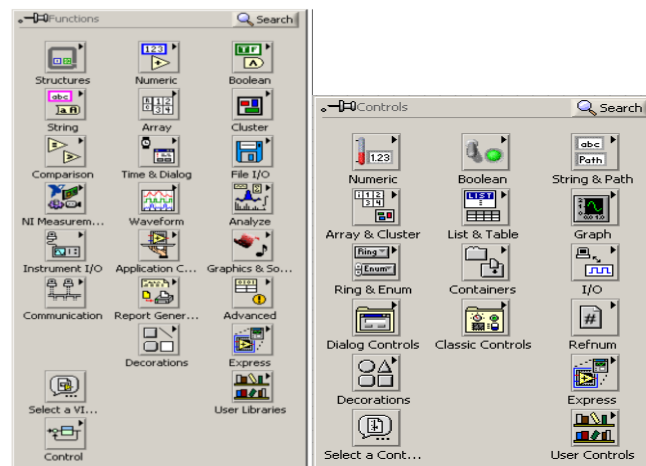 Functions
Search
Structures Numeric Boolean
String Array Cluster
Comparison Time & Dialog File I/O
NI Measurem... Waveform Analyze
Instrument I/O Application C... Graphics & So...
Communication Report Gener... Advanced
Decorations Express
Select a VI... User Libraries
Control
Controls
Search
Numeric Boolean String & Path
Array & Cluster List & Table Graph
Ring & Enum Containers I/O
Dialog Controls Classic Controls Refnum
Decorations Express
Select a Cont... User Controls